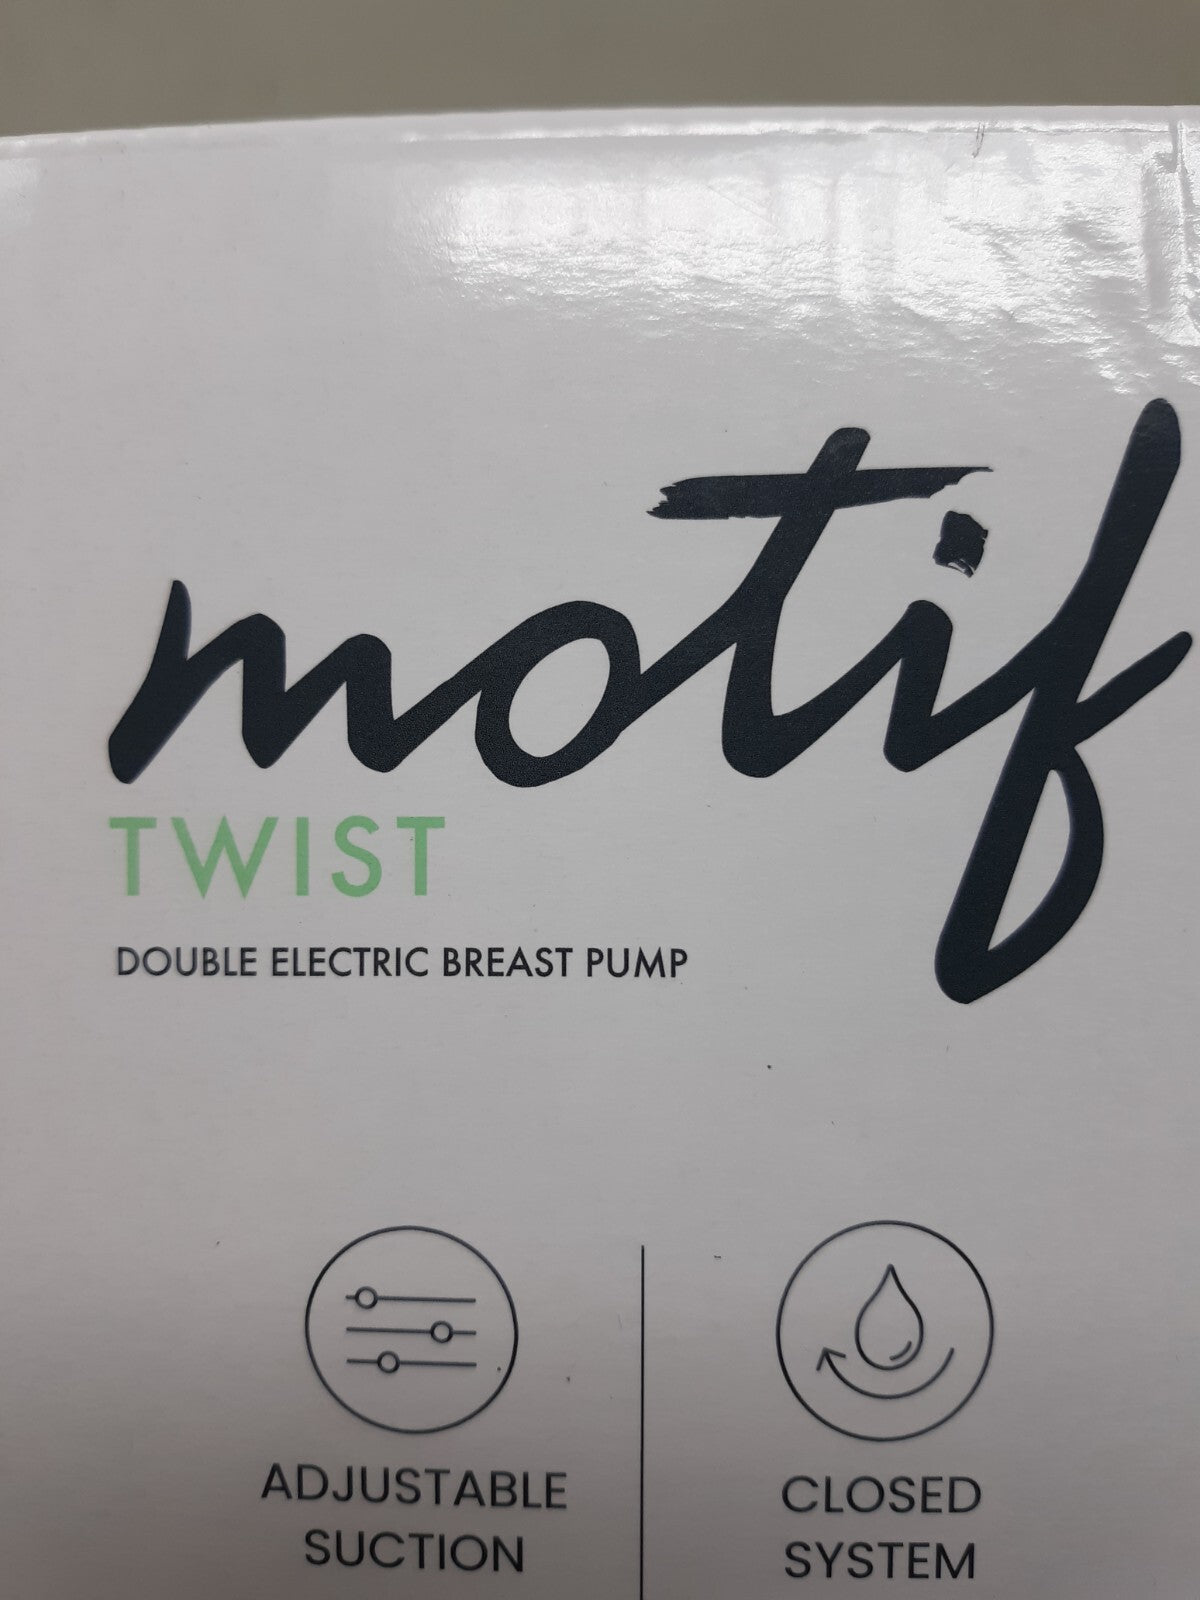 motif
TWIST
DOUBLE ELECTRIC BREAST PUMP
ADJUSTABLE
SUCTION
CLOSED
SYSTEM